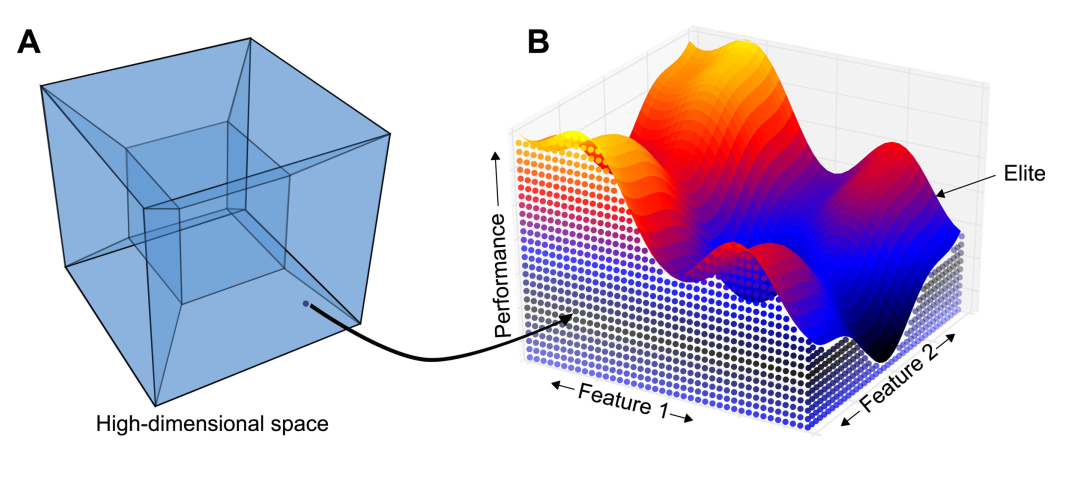 A
B
Elite
Performance
Feature 1
Feature 2
High-dimensional space